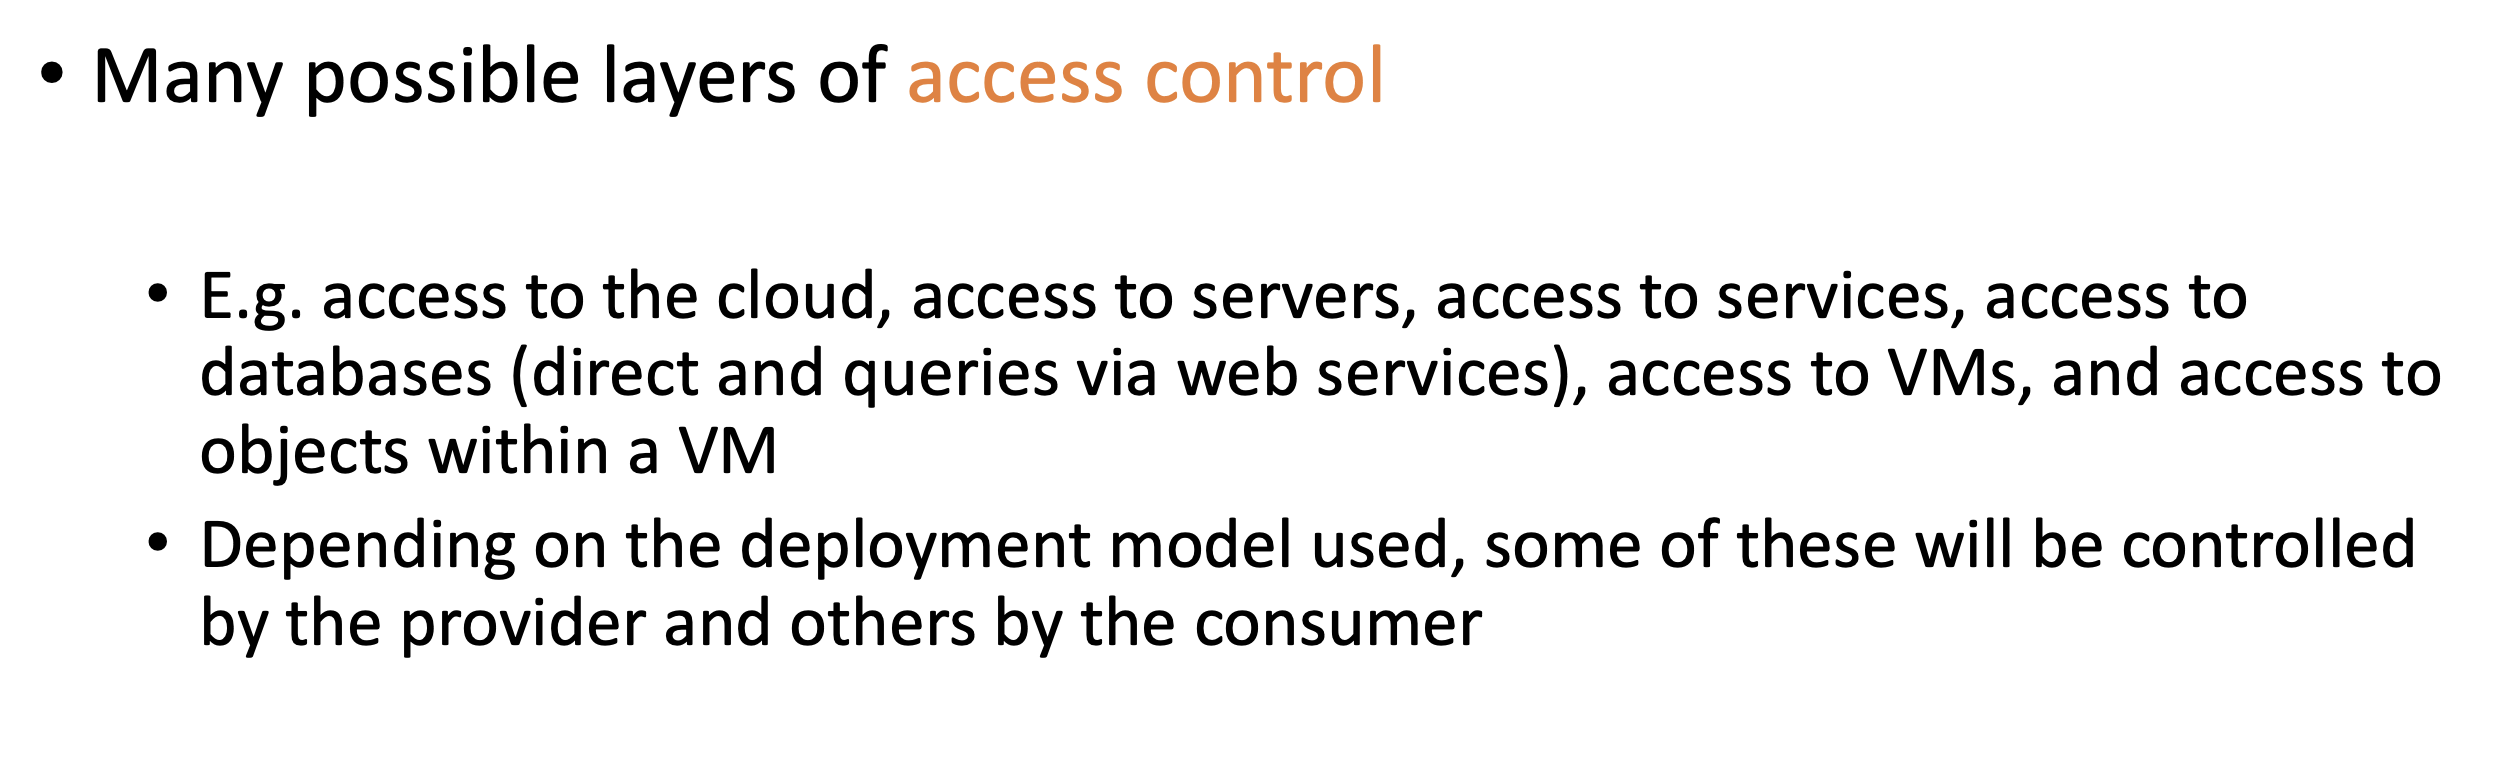 • Many possible layers of access control
• E.g. access to the cloud, access to servers, access to services, access to
databases (direct and queries via web services), access to VMs, and access to
objects within a VM
• Depending on the deployment model used, some of these will be controlled
by the provider and others by the consumer